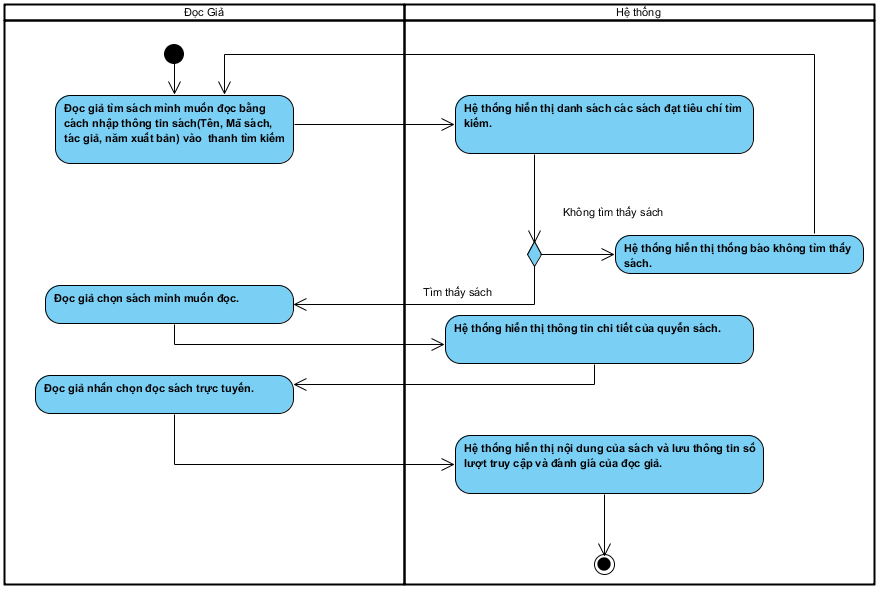 Đọc Giả
Hệ thống
Đọc giả tìm sách mình muốn đọc bằng
cách nhập thông tin sách(Tên, Mã sách,
tác giả, năm xuất bản) vào thanh tìm kiếm
Hệ thống hiển thị danh sách các sách đạt tiêu chí tìm
kiếm.
Không tìm thấy sách
Hệ thống hiển thị thống báo không tìm thấy
sách.
Tìm thấy sách
Đọc giả chọn sách mình muốn đọc.
Hệ thống hiển thị thông tin chi tiết của quyển sách.
Đọc giả nhấn chọn đọc sách trực tuyến.
Hệ thống hiển thị nội dung của sách và lưu thông tin số
lượt truy cập và đánh giá của đọc giả.